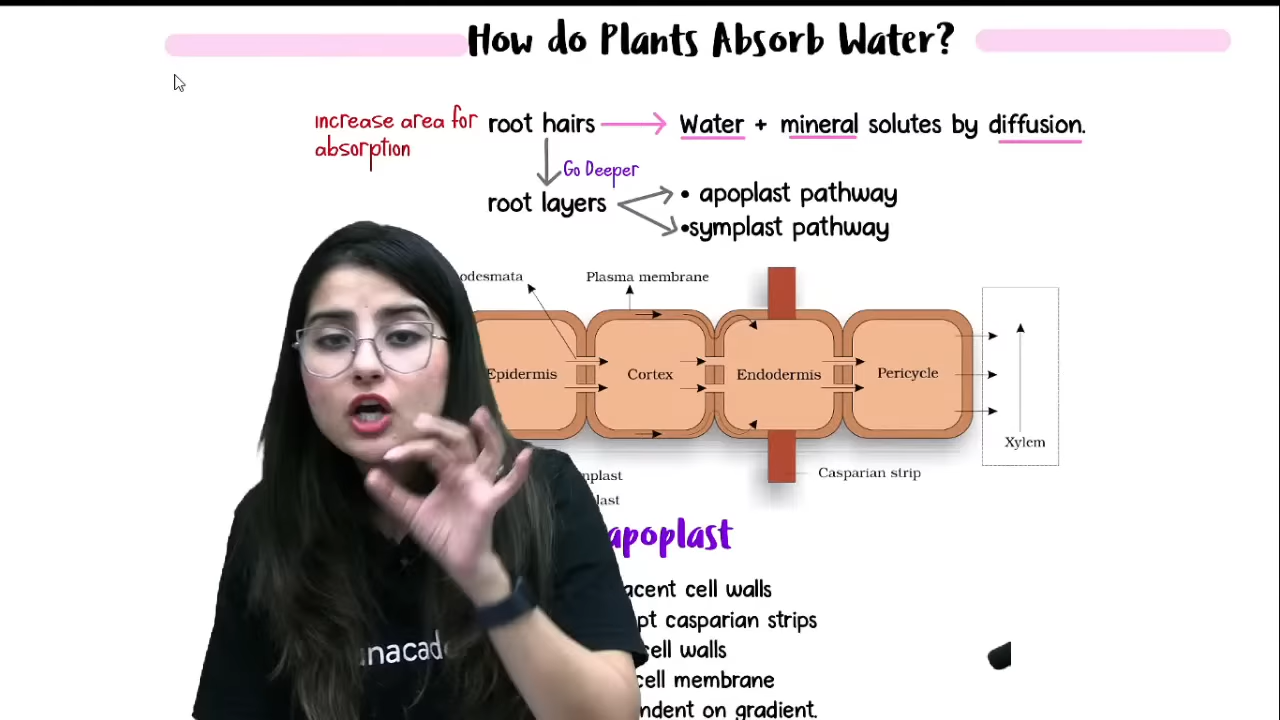 How do Plants Absorb Water?
increase area for
absorption
root hairs
Water + mineral solutes by diffusion.
Go Deeper
root layers
• apoplast pathway
•symplast pathway
Plasma membrane
Epidermis
Cortex
Endodermis
Pericycle
Xylem
Casparian strip
apoplast
cell walls
casparian strips
cell walls
cell membrane
on gradient.